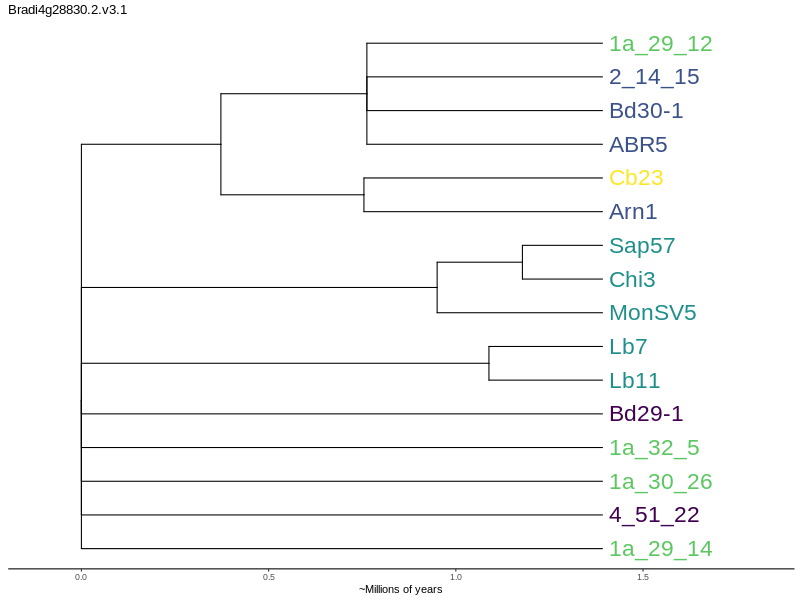 Bradi4g28830.2.v3.1
1a_29_12
2_14_15
Bd30-1
ABR5
Cb23
Arn1
Sap57
Chi3
MonSV5
Lb7
Lb11
Bd29-1
1a_32_5
1a_30_26
4_51_22
1a_29_14
0.0 0.5 1.0 1.5
~Millions of years